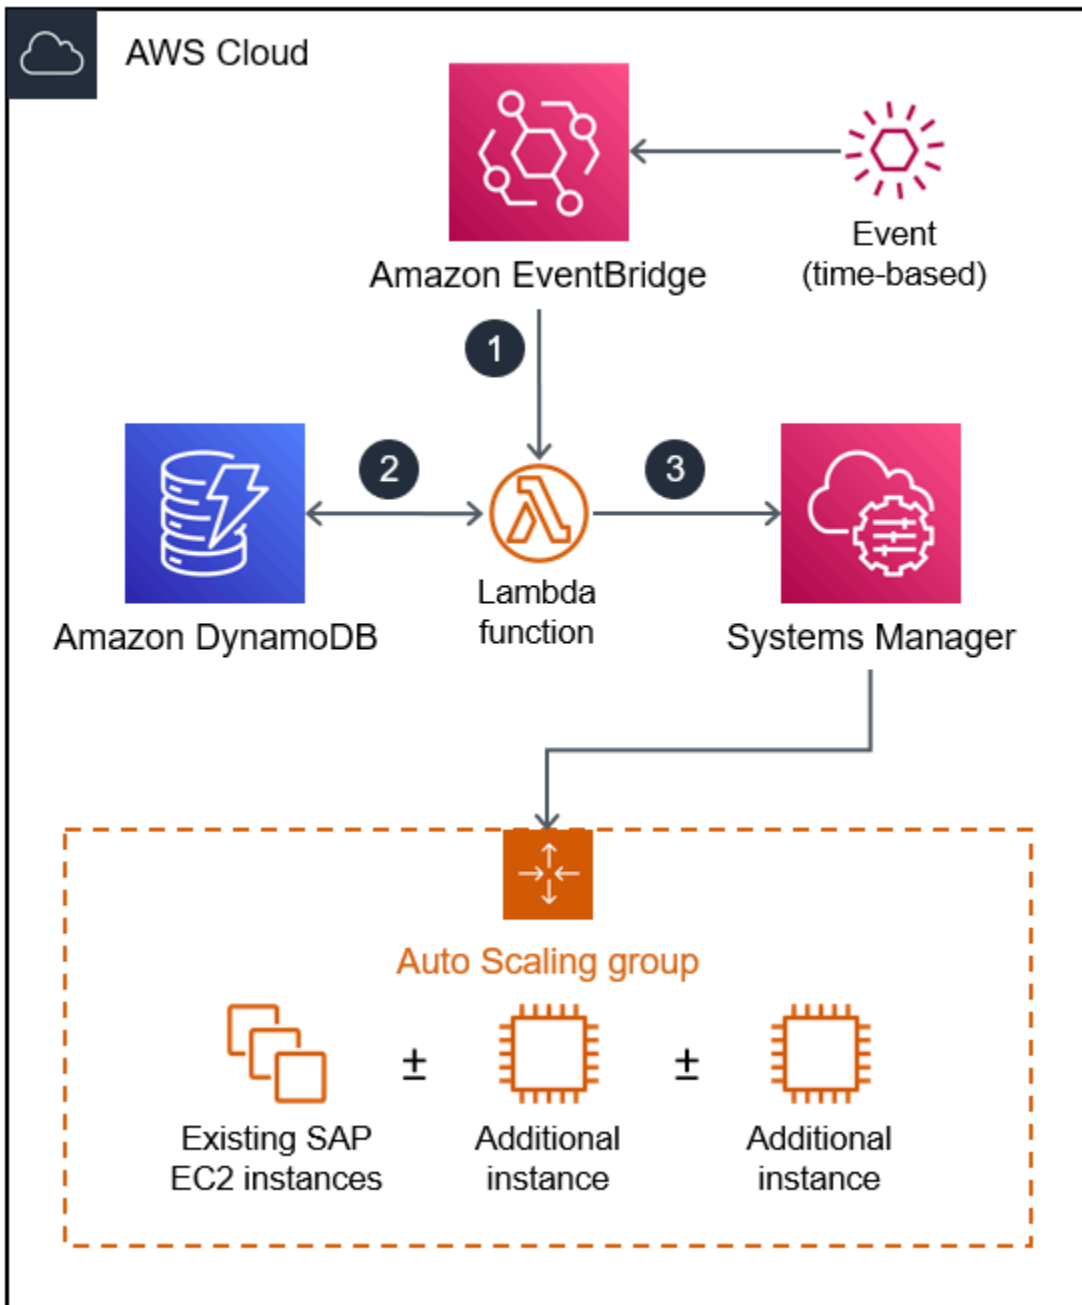 AWS Cloud
Amazon EventBridge
Event
(time-based)
1
2
3
Amazon DynamoDB
Lambda
function
Systems Manager
Auto Scaling group
±
±
Existing SAP
EC2 instances
Additional
instance
Additional
instance